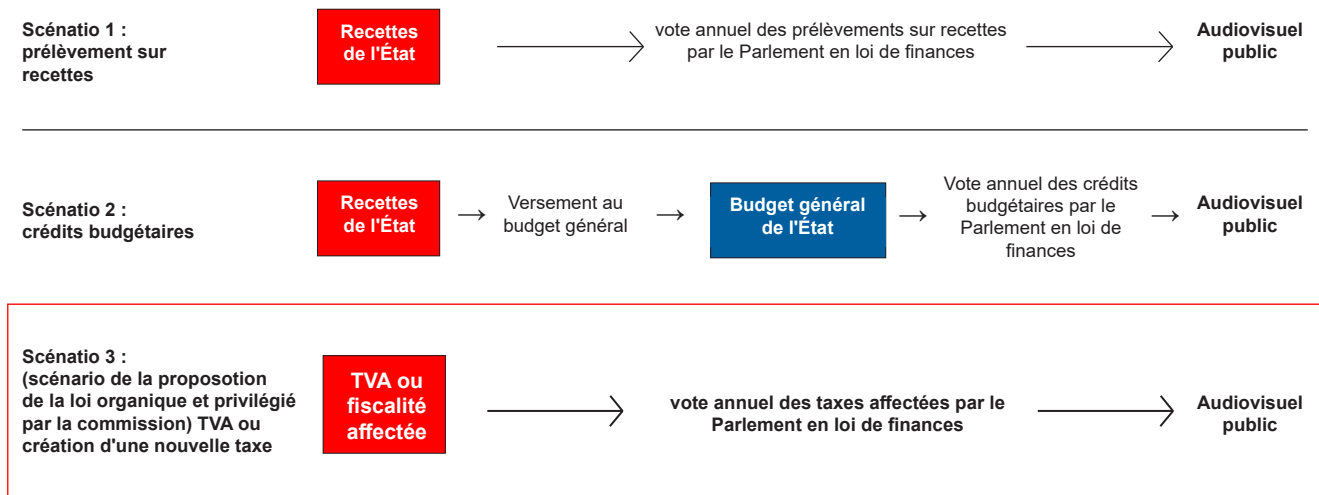 Scénatio 1 :
prélèvement sur
recettes
Recettes
de l'État
vote annuel des prélèvements sur recettes
par le Parlement en loi de finances
Audiovisuel
public
Scénatio 2 :
crédits budgétaires
Recettes
de l'État
Versement au
budget général
Budget général
de l'État
Vote annuel des crédits
budgétaires par le
Parlement en loi de
finances
Audiovisuel
public
Scénatio 3 :
(scénario de la proposotion
de la loi organique et privilégié
par la commission) TVA ou
création d'une nouvelle taxe
TVA ou
fiscalité
affectée
vote annuel des taxes affectées par le
Parlement en loi de finances
Audiovisuel
public